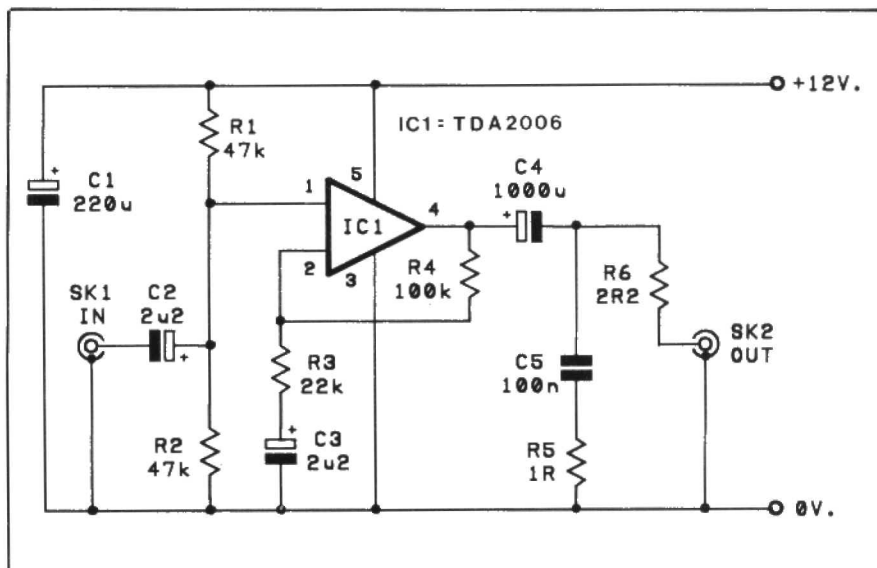 +12V.
IC1 = TDA2006
R1
47k
C1
220u
+
1
5
IC1
4
2
3
C4
1000u
+
R4
100k
R6
2R2
SK1
IN
C2
2u2
+
SK2
OUT
R3
22k
C5
100n
R2
47k
C3
2u2
+
R5
1R
0V.